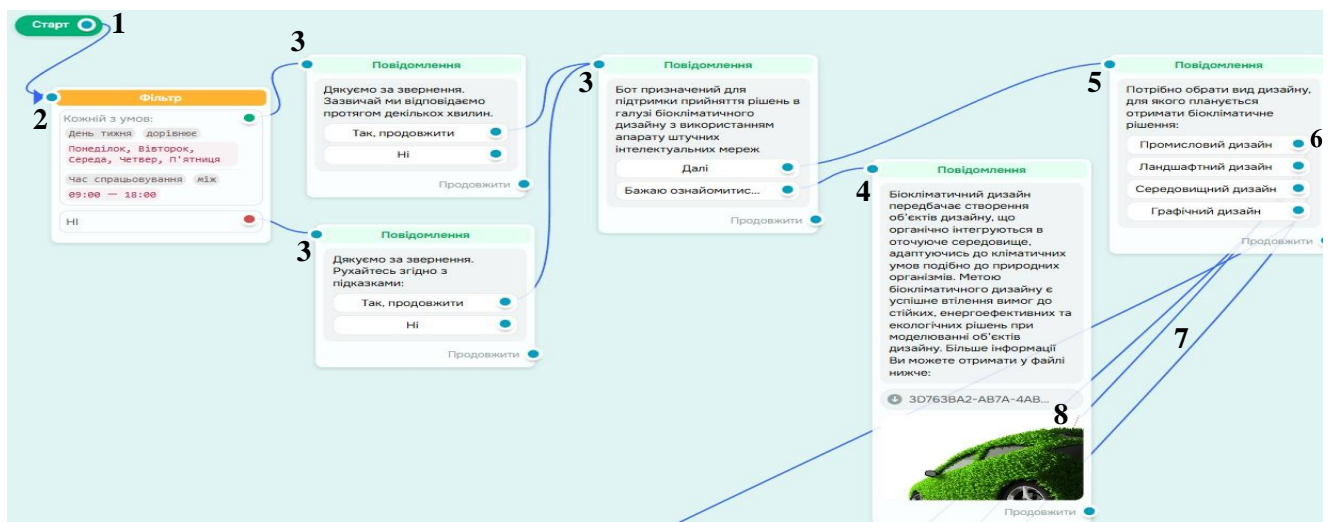 Старт
1
2
Фільтр
Кожній з умов:
день тижня дорівнює
Понеділок, Вівторок,
Середа, Четвер, П'ятниця
Час спрацьовування між
09:00 — 18:00
НІ
3
Повідомлення
Дякуємо за звернення.
Зазвичай ми відповідаємо
протягом декількох хвилин.
Так, продовжити
Ні
Продовжити
3
Повідомлення
Дякуємо за звернення.
Рухайтесь згідно з
підказками:
Так, продовжити
Ні
Продовжити
3
Повідомлення
Бот призначений для
підтримки прийняття рішень в
галузі біокліматичного
дизайну з використанням
апарату штучних
інтелектуальних мереж
Далі
Бажаю ознайомитис...
Продовжити
4
Повідомлення
Біокліматичний дизайн
передбачає створення
об'єктів дизайну, що
органічно інтегруються в
оточуюче середовище,
адаптуючись до кліматичних
умов подібно до природних
організмів. Метою
біокліматичного дизайну є
успішне втілення вимог до
стійких, енергоефективних та
екологічних рішень при
моделюванні об'єктів
дизайну. Більше інформації
Ви можете отримати у файлі
нижче:
3D763BA2-AB7A-4AB...
8
Продовжити
5
Повідомлення
Потрібно обрати вид дизайну,
для якого планується
отримати біокліматичне
рішення:
Промисловий дизайн
6
Ландшафтний дизайн
Середовищний дизайн
Графічний дизайн
Продовжити
7